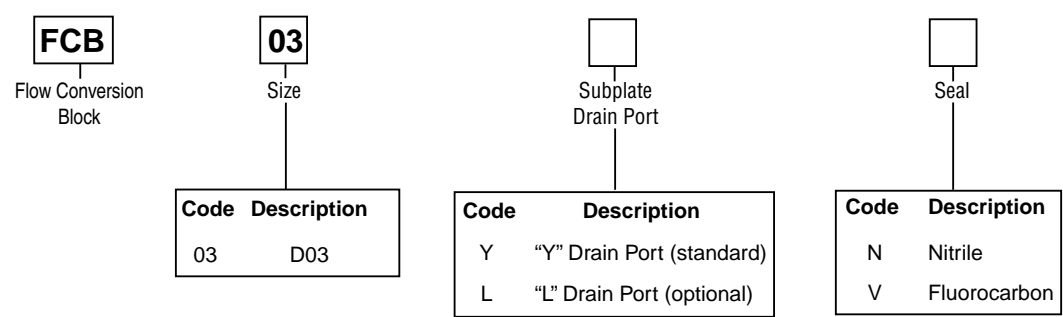 FCB
03
Flow Conversion
Block
Size
Subplate
Drain Port
Seal
Code Description
03 D03
Code Description
Y “Y” Drain Port (standard)
L “L” Drain Port (optional)
Code Description
N Nitrile
V Fluorocarbon